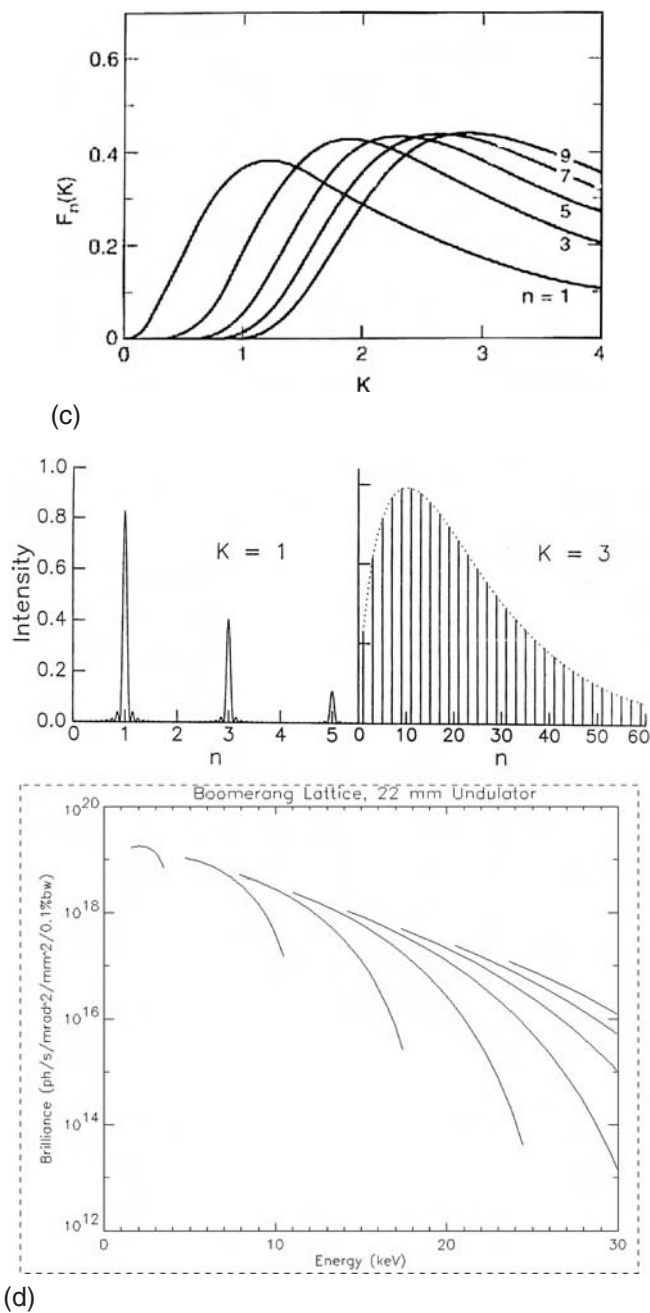 0.6
0.4
0.2
0
F_n(K)
9
7
5
3
n = 1
0 1 2 3 4
K
(c)
1.0
0.8
0.6
0.4
0.2
0.0
Intensity
K = 1
K = 3
0 1 2 3 4 5
0 10 20 30 40 50 60
n
n
Boomerang Lattice, 22 mm Undulator
10^20
10^18
10^16
10^14
10^12
Brilliance (ph/s/mrad^2/mm^2/0.1%bw)
0 10 20 30
Energy (keV)
(d)